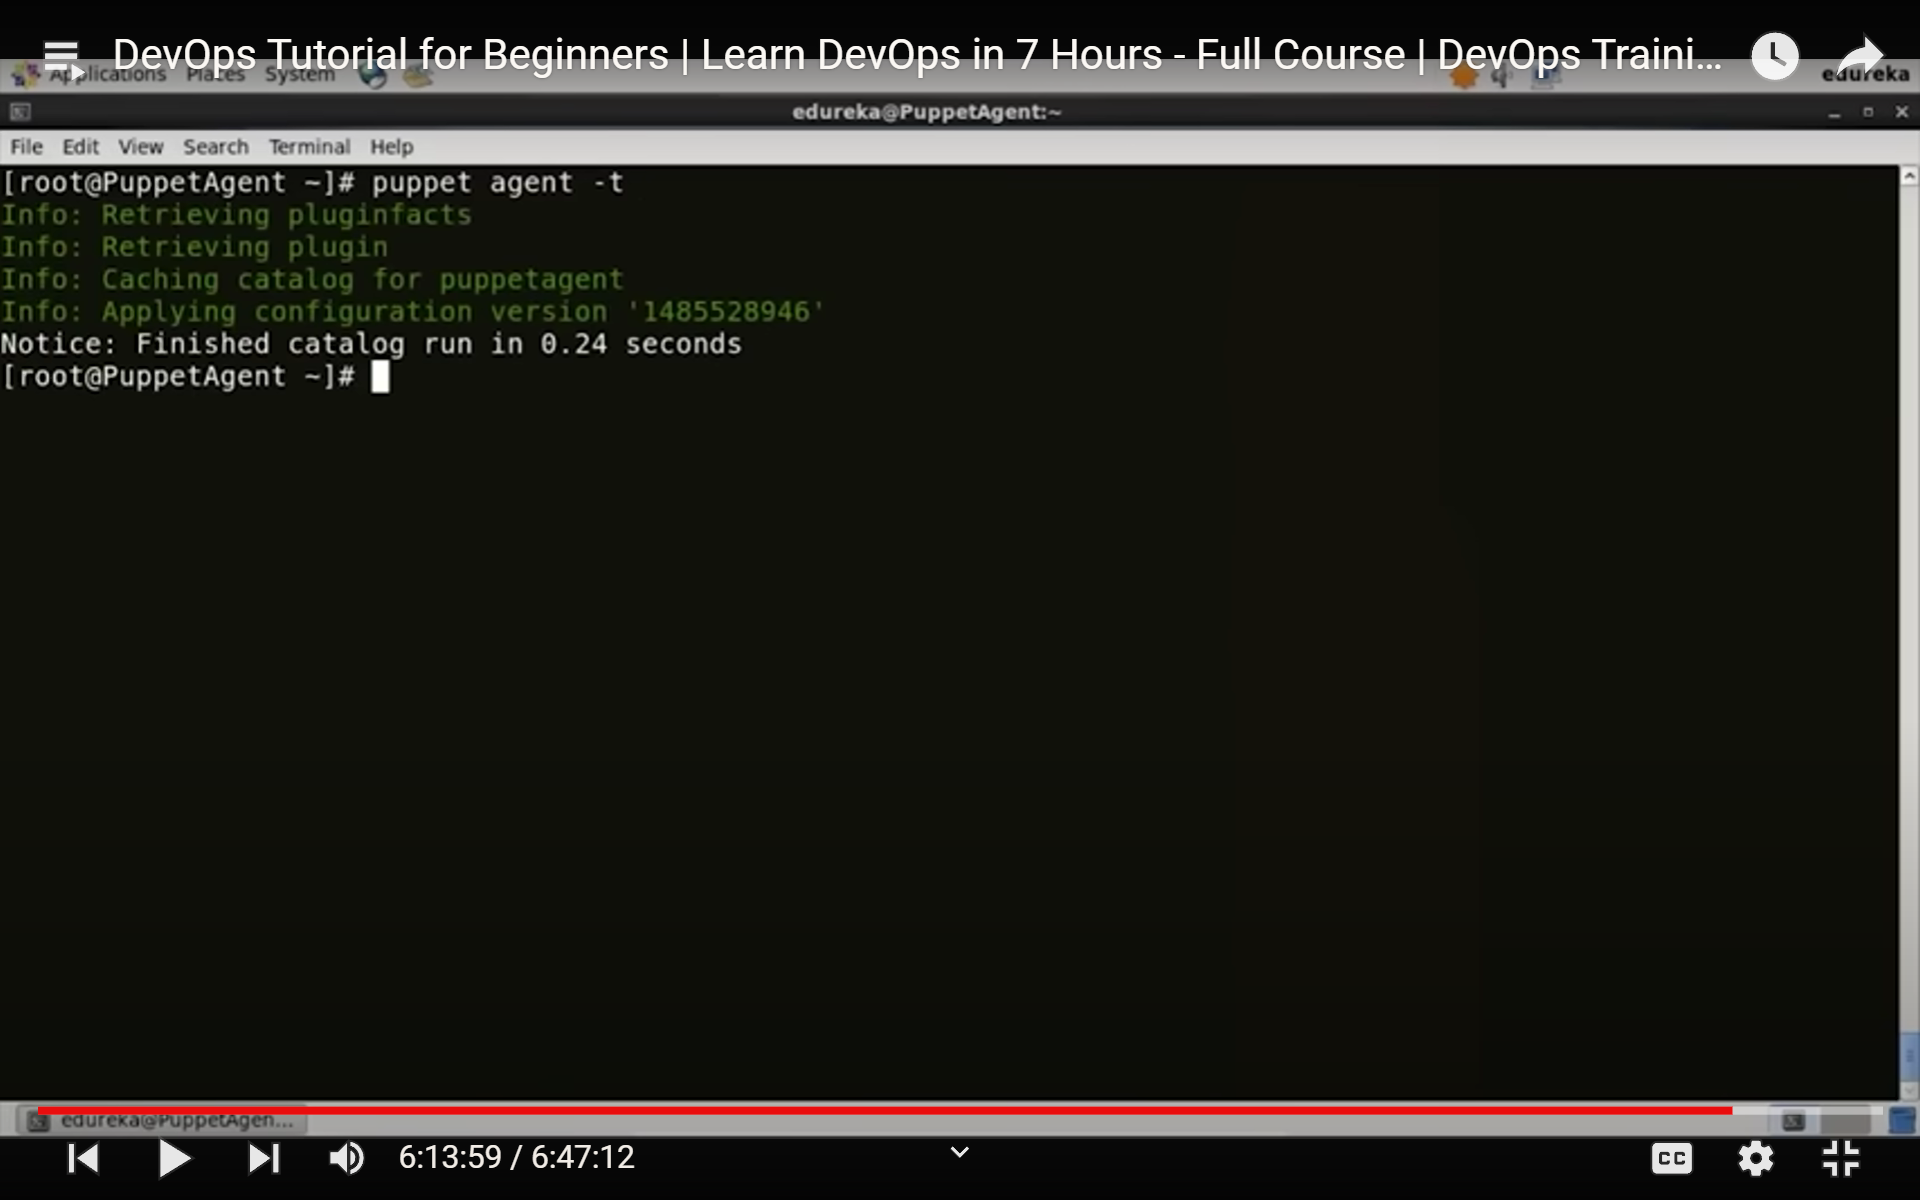 DevOps Tutorial for Beginners | Learn DevOps in 7 Hours - Full Course | DevOps Traini...
Applications Places System edureka
edureka@PuppetAgent:~
File Edit View Search Terminal Help
[root@PuppetAgent ~]# puppet agent -t
Info: Retrieving pluginfacts
Info: Retrieving plugin
Info: Caching catalog for puppetagent
Info: Applying configuration version '1485528946'
Notice: Finished catalog run in 0.24 seconds
[root@PuppetAgent ~]#
edureka@PuppetAgen...
6:13:59 / 6:47:12
CC